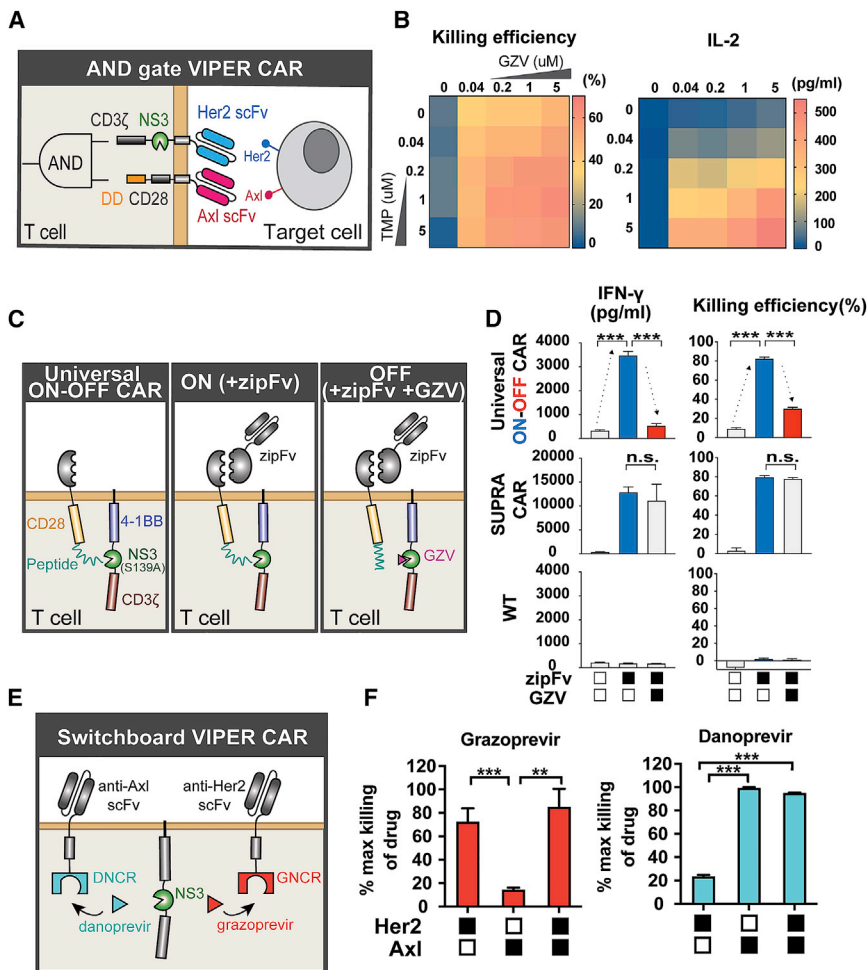 A
AND gate VIPER CAR
CD3ζ NS3 Her2 scFv
AND
Her2
Axl
DD CD28 Axl scFv
T cell
Target cell
B
Killing efficiency
GZV (uM)
0 0.04 0.2 1 5 (%)
0
0.04
0.2
1
5
TMP (uM)
60
40
20
0
IL-2
0 0.04 0.2 1 5 (pg/ml)
0
0.04
0.2
1
5
500
400
300
200
100
0
C
Universal ON (+zipFv) OFF
ON-OFF CAR (+zipFv +GZV)
zipFv zipFv
CD28 4-1BB
Peptide NS3
(S139A)
GZV
CD3ζ
T cell T cell T cell
D
IFN-γ
(pg/ml)
Killing efficiency(%)
Universal
ON-OFF CAR
4000
3000
2000
1000
0
*** ***
100
80
60
40
20
0
*** ***
SUPRA
CAR
20000
15000
10000
5000
0
n.s.
100
80
60
40
20
0
n.s.
WT
4000
3000
2000
1000
0
100
80
60
40
20
0
zipFv
GZV
E
Switchboard VIPER CAR
anti-Axl
scFv
anti-Her2
scFv
DNCR NS3 GNCR
danoprevir grazoprevir
F
Grazoprevir
% max killing
of drug
120
100
80
60
40
20
0
*** **
Her2
Axl
Danoprevir
% max killing
of drug
120
100
80
60
40
20
0
***
***